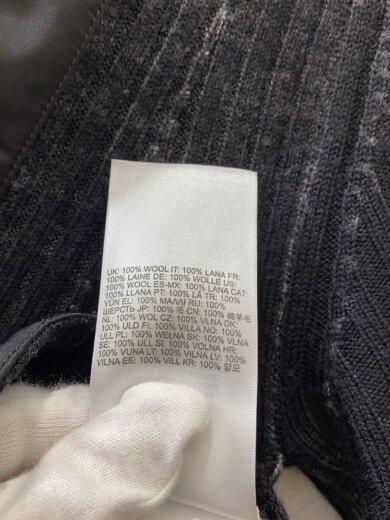 UK: 100% WOOL IT: 100% LANA FR:
100% LAINE DE: 100% WOLLE US:
100% WOOL ES-MX: 100% LANA CAT:
100% LLANA PT: 100% LÃ TR: 100%
YÜN EL: 100% ΜΑΛΛΙ RU: 100%
ШЕРСТЬ JP: 100% 毛 CN: 100% 绵羊毛
NL: 100% WOL CZ: 100% VLNA DK:
100% ULD FI: 100% VILLA NO: 100%
ULL PL: 100% WEŁNA SK: 100% VLNA
SE: 100% ULL SI: 100% VOLNA HR:
100% VUNA LT: 100% VILNA LV: 100%
VILNA EE: 100% VILL KR: 100% 양모